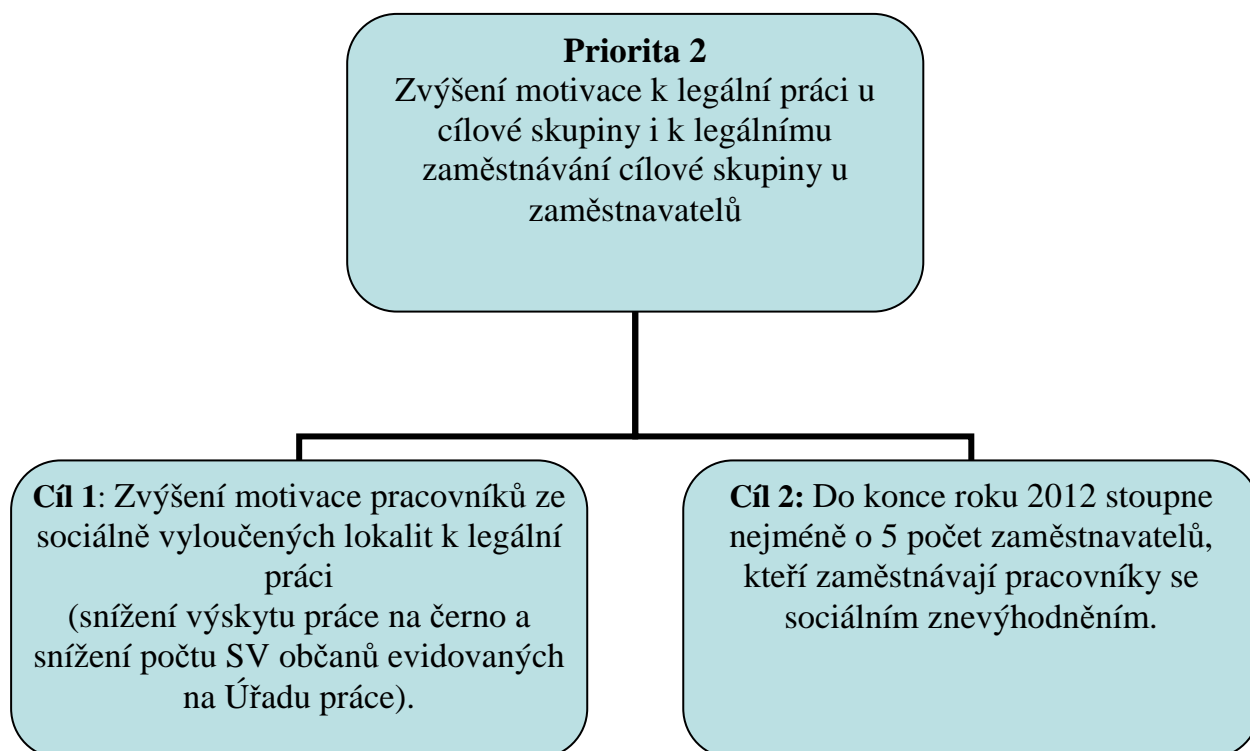 Priorita 2
Zvýšení motivace k legální práci u
cílové skupiny i k legálnímu
zaměstnávání cílové skupiny u
zaměstnavatelů
Cíl 1: Zvýšení motivace pracovníků ze
sociálně vyloučených lokalit k legální
práci
(snížení výskytu práce na černo a
snížení počtu SV občanů evidovaných
na Úřadu práce).
Cíl 2: Do konce roku 2012 stoupne
nejméně o 5 počet zaměstnavatelů,
kteří zaměstnávají pracovníky se
sociálním znevýhodněním.